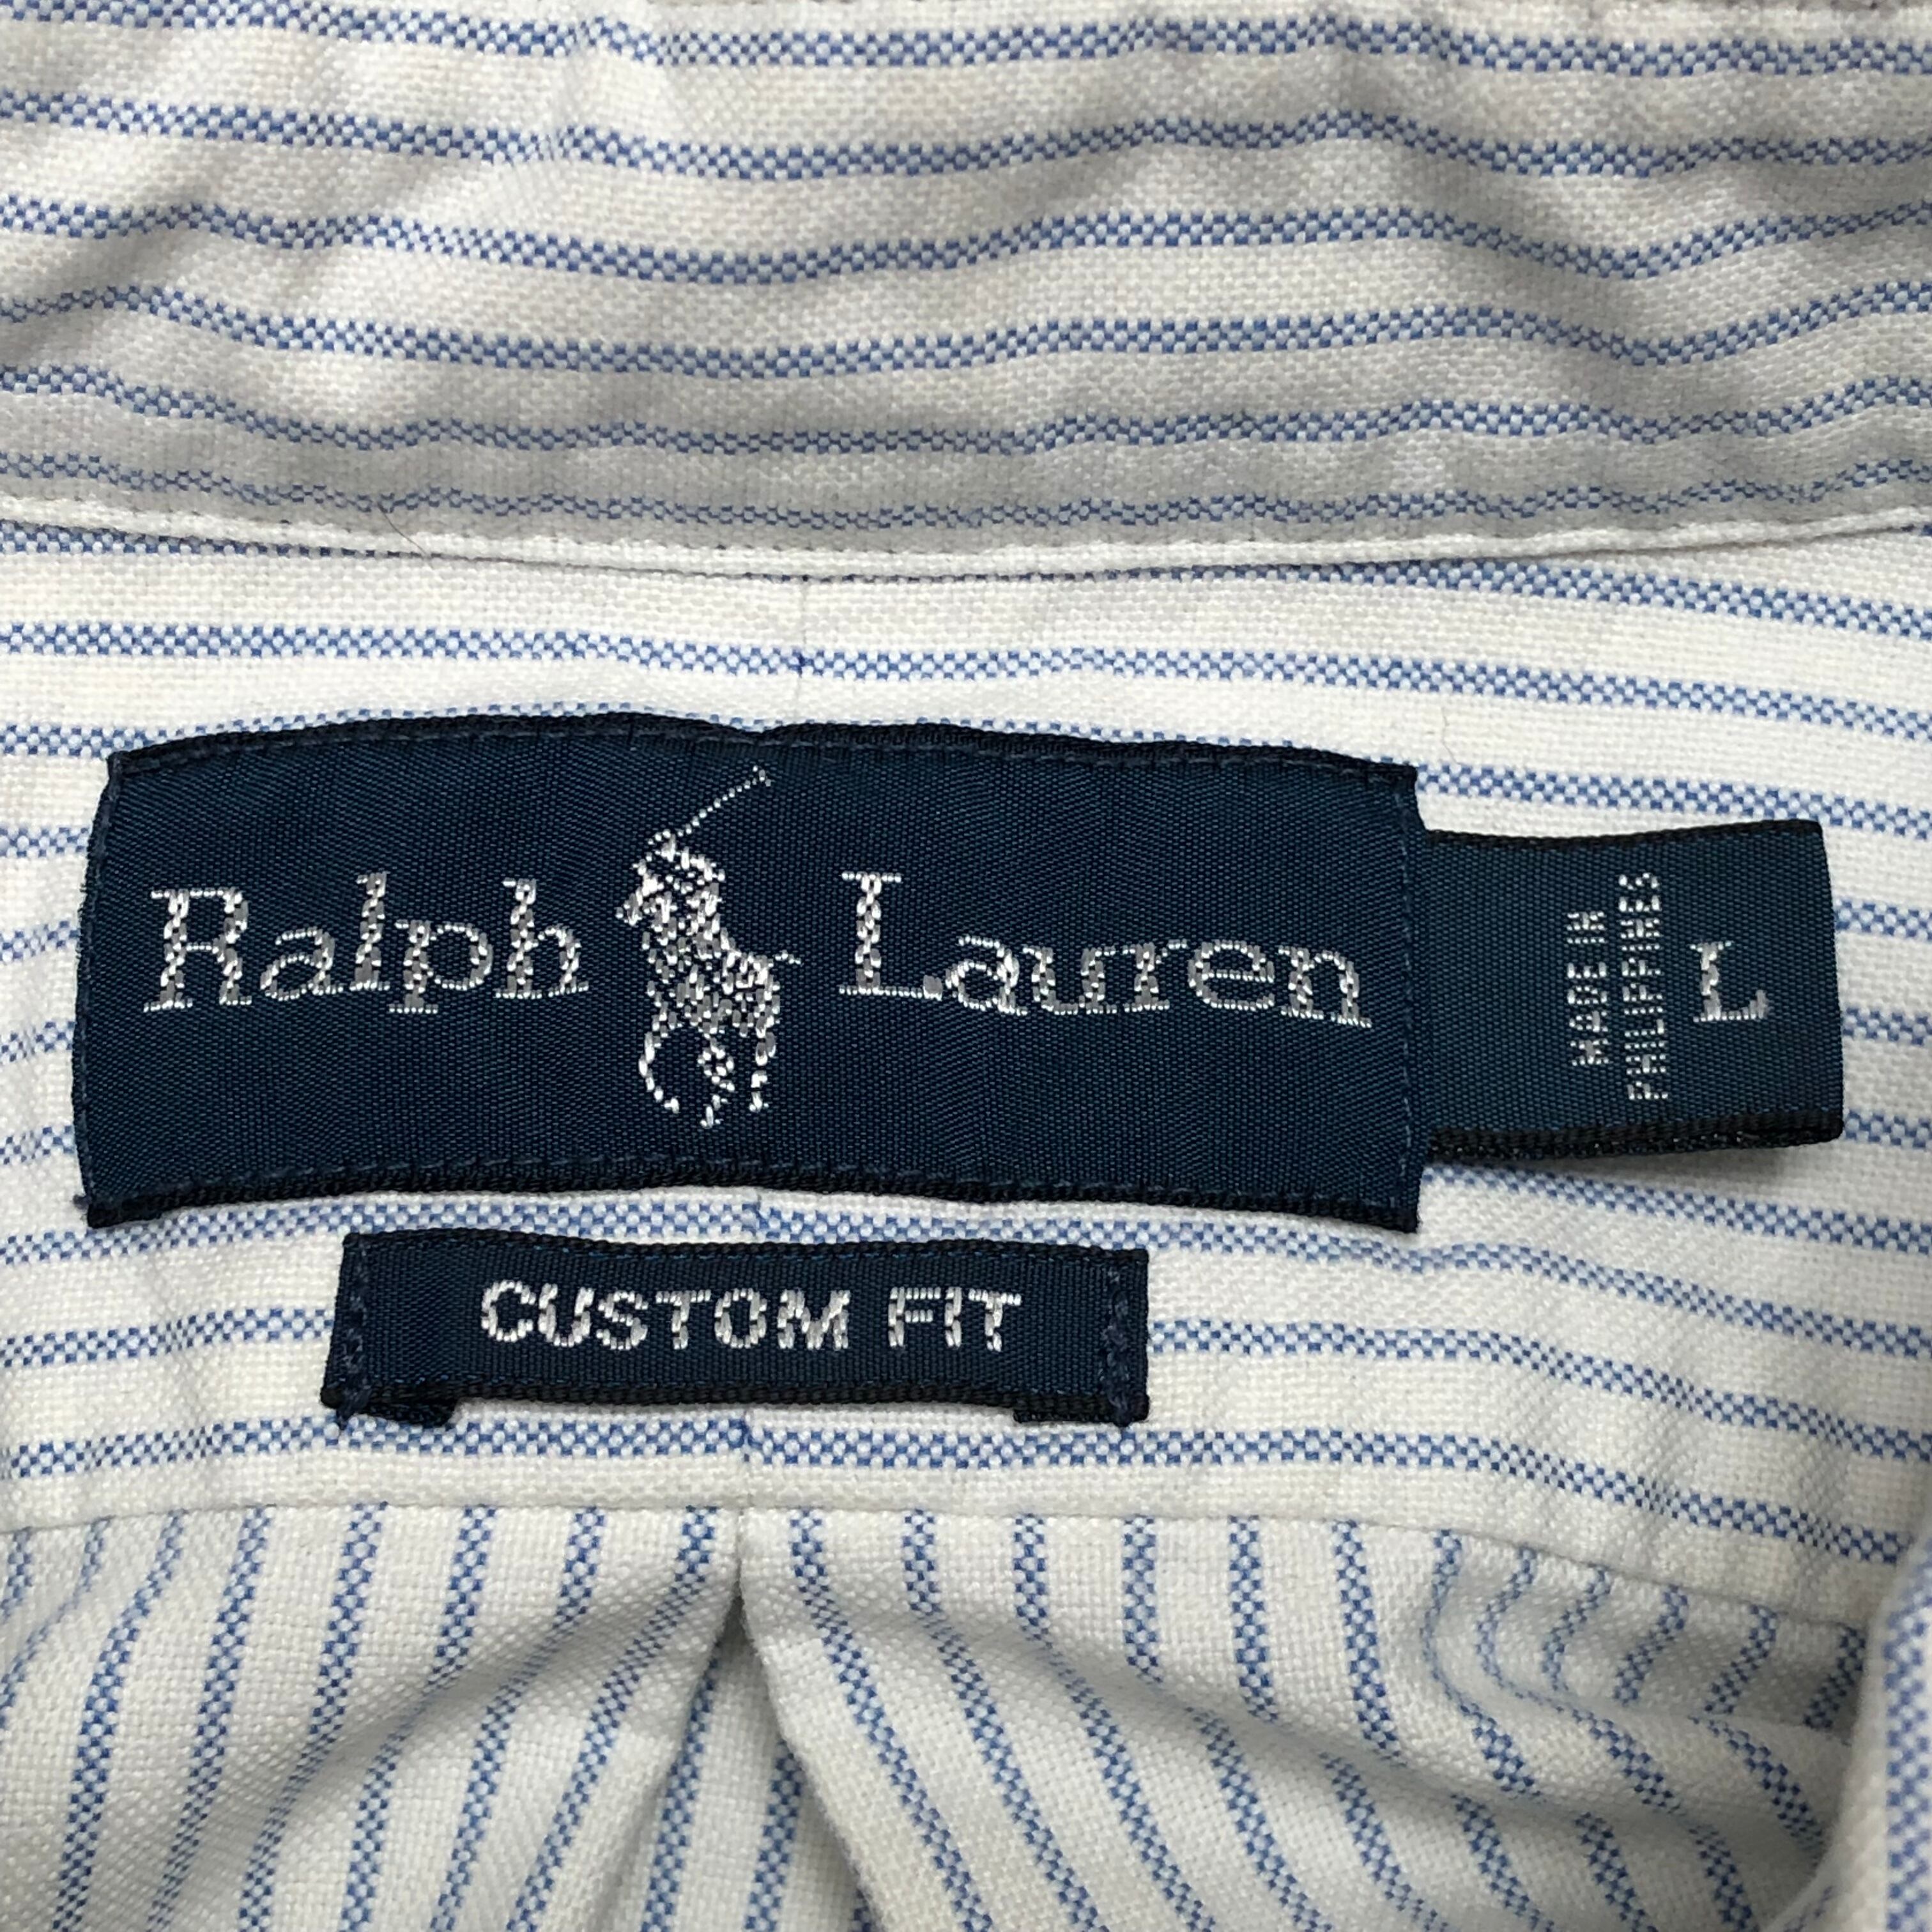 Ralph Lauren
MADE IN
PHILIPPINES
L
CUSTOM FIT